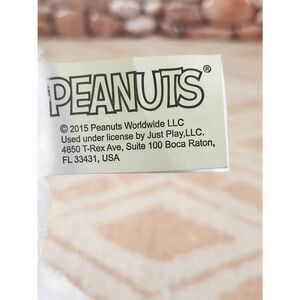 PEANUTS®
© 2015 Peanuts Worldwide LLC
Used under license by Just Play,LLC.
4850 T-Rex Ave, Suite 100 Boca Raton,
FL 33431, USA